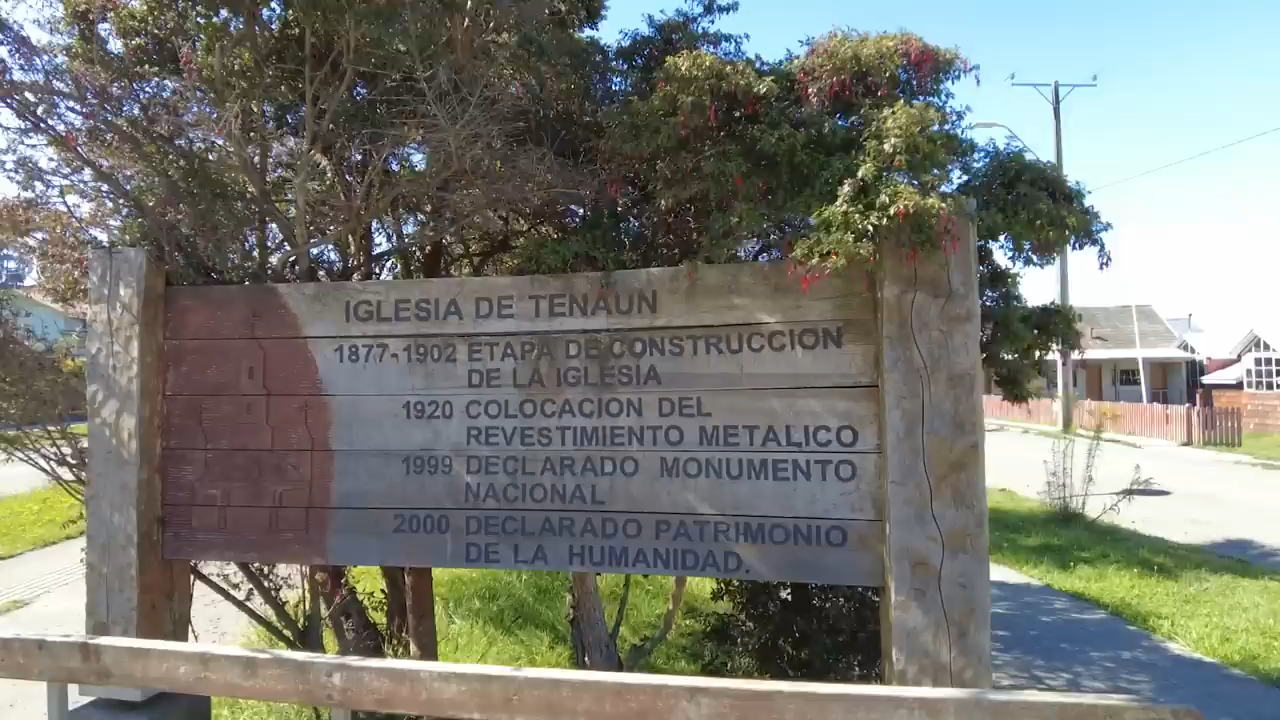 IGLESIA DE TENAUN
1877-1902 ETAPA DE CONSTRUCCION
DE LA IGLESIA
1920 COLOCACION DEL
REVESTIMIENTO METALICO
1999 DECLARADO MONUMENTO
NACIONAL
2000 DECLARADO PATRIMONIO
DE LA HUMANIDAD.